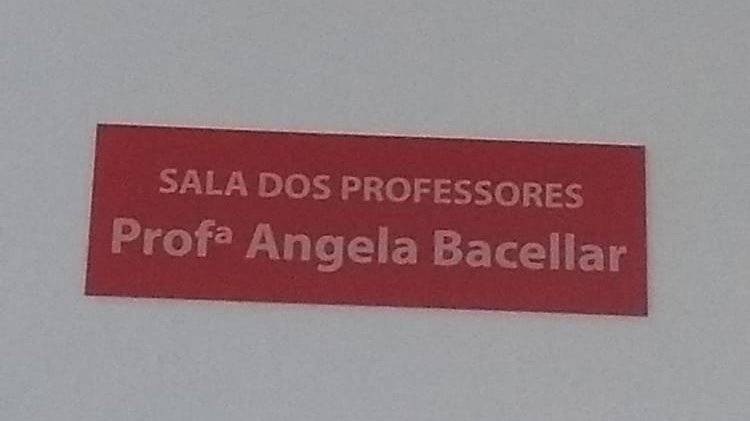 SALA DOS PROFESSORES
Profª Angela Bacellar